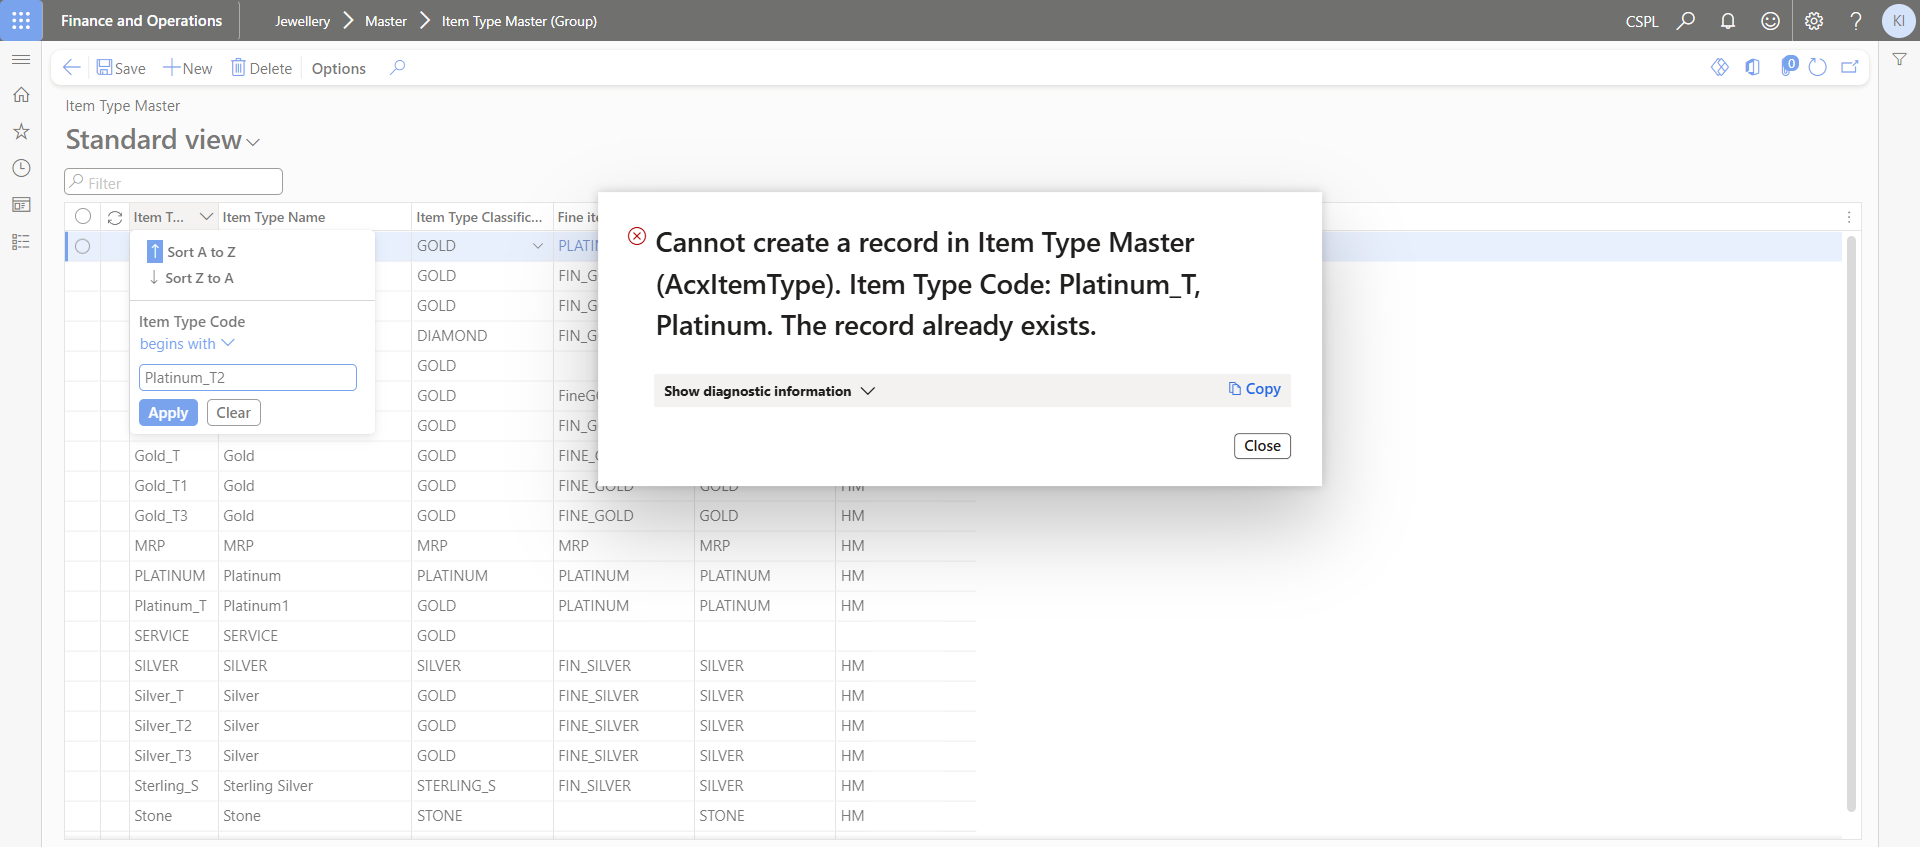 Finance and Operations
Jewellery
Master
Item Type Master (Group)
CSPL
KI
Save
New
Delete
Options
0
Item Type Master
Standard view
Filter
Item T...
Item Type Name
Item Type Classific...
Fine ite
Sort A to Z
Sort Z to A
Item Type Code
begins with
Platinum_T2
Apply
Clear
Cannot create a record in Item Type Master
(AcxItemType). Item Type Code: Platinum_T,
Platinum. The record already exists.
Show diagnostic information
Copy
Close
GOLD PLATI
GOLD FIN_G
GOLD FIN_G
DIAMOND FIN_G
GOLD
GOLD FineG
GOLD FIN_G
Gold_T Gold GOLD FINE_
Gold_T1 Gold GOLD FINE_GOLD GOLD HM
Gold_T3 Gold GOLD FINE_GOLD GOLD HM
MRP MRP MRP MRP MRP HM
PLATINUM Platinum PLATINUM PLATINUM PLATINUM HM
Platinum_T Platinum1 GOLD PLATINUM PLATINUM HM
SERVICE SERVICE GOLD
SILVER SILVER SILVER FIN_SILVER SILVER HM
Silver_T Silver GOLD FINE_SILVER SILVER HM
Silver_T2 Silver GOLD FINE_SILVER SILVER HM
Silver_T3 Silver GOLD FINE_SILVER SILVER HM
Sterling_S Sterling Silver STERLING_S FIN_SILVER SILVER HM
Stone Stone STONE STONE HM